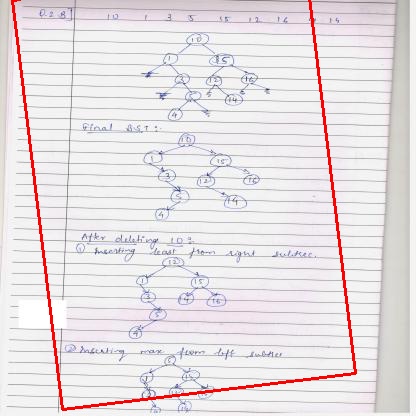 Q.2 B]
10 1 3 5 15 12 16 14
10
1 15
3 12 16
5 14
4
Final B.S.T :-
10
1 15
3 12 16
5 14
4
After deleting 10 :-
① Inserting least from right subtree.
12
1 15
3 14 16
5
4
② Inserting max from left subtree
5
1 15
3 12
14